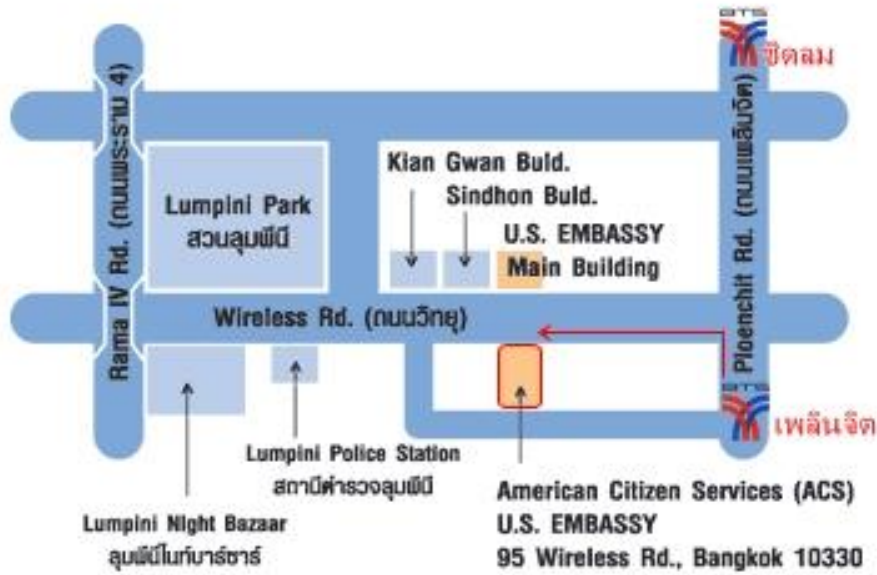 BTS
ชิดลม
Rama IV Rd. (ถนนพระราม 4)
Ploenchit Rd. (ถนนเพลินจิต)
Lumpini Park
สวนลุมพินี
Kian Gwan Buld.
Sindhon Buld.
U.S. EMBASSY
Main Building
Wireless Rd. (ถนนวิทยุ)
BTS
เพลินจิต
Lumpini Police Station
สถานีตำรวจลุมพินี
Lumpini Night Bazaar
ลุมพินีไนท์บาร์ซาร์
American Citizen Services (ACS)
U.S. EMBASSY
95 Wireless Rd., Bangkok 10330